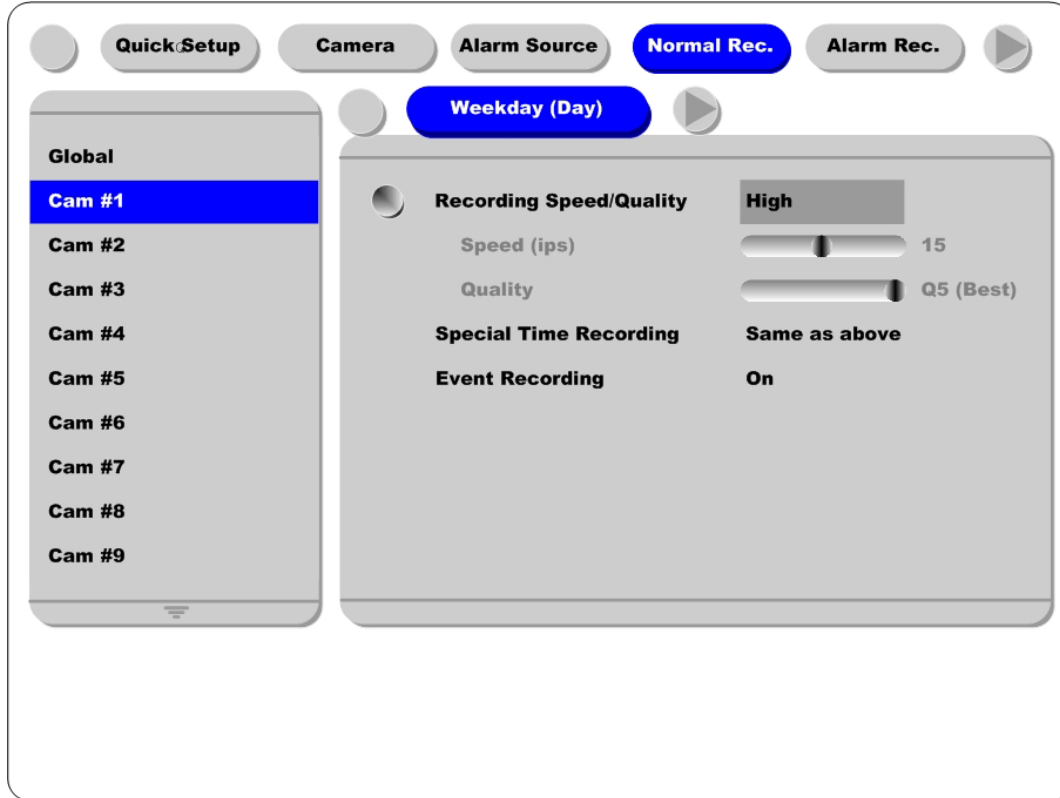 Quick Setup Camera Alarm Source Normal Rec. Alarm Rec.
Weekday (Day)
Global
Cam #1
Cam #2
Cam #3
Cam #4
Cam #5
Cam #6
Cam #7
Cam #8
Cam #9
Recording Speed/Quality High
Speed (ips) 15
Quality Q5 (Best)
Special Time Recording Same as above
Event Recording On